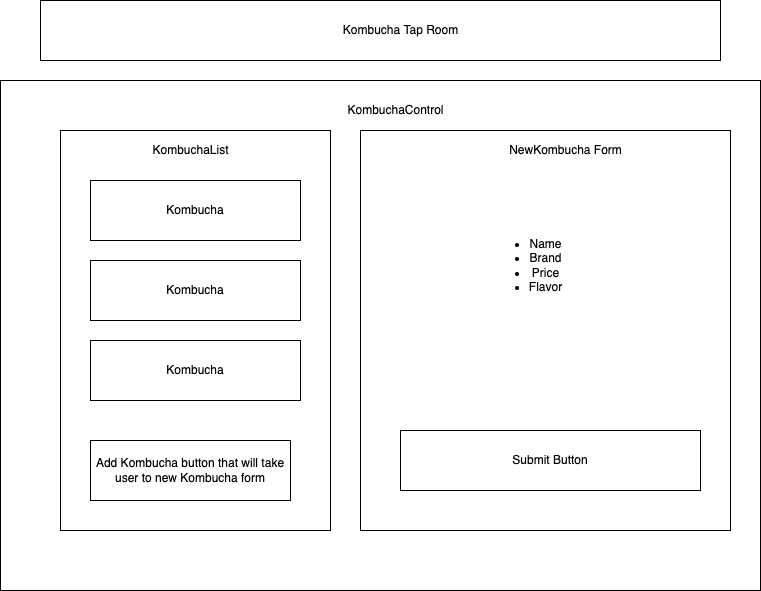 Kombucha Tap Room
KombuchaControl
KombuchaList
Kombucha
Kombucha
Kombucha
Add Kombucha button that will take
user to new Kombucha form
NewKombucha Form
• Name
• Brand
• Price
• Flavor
Submit Button